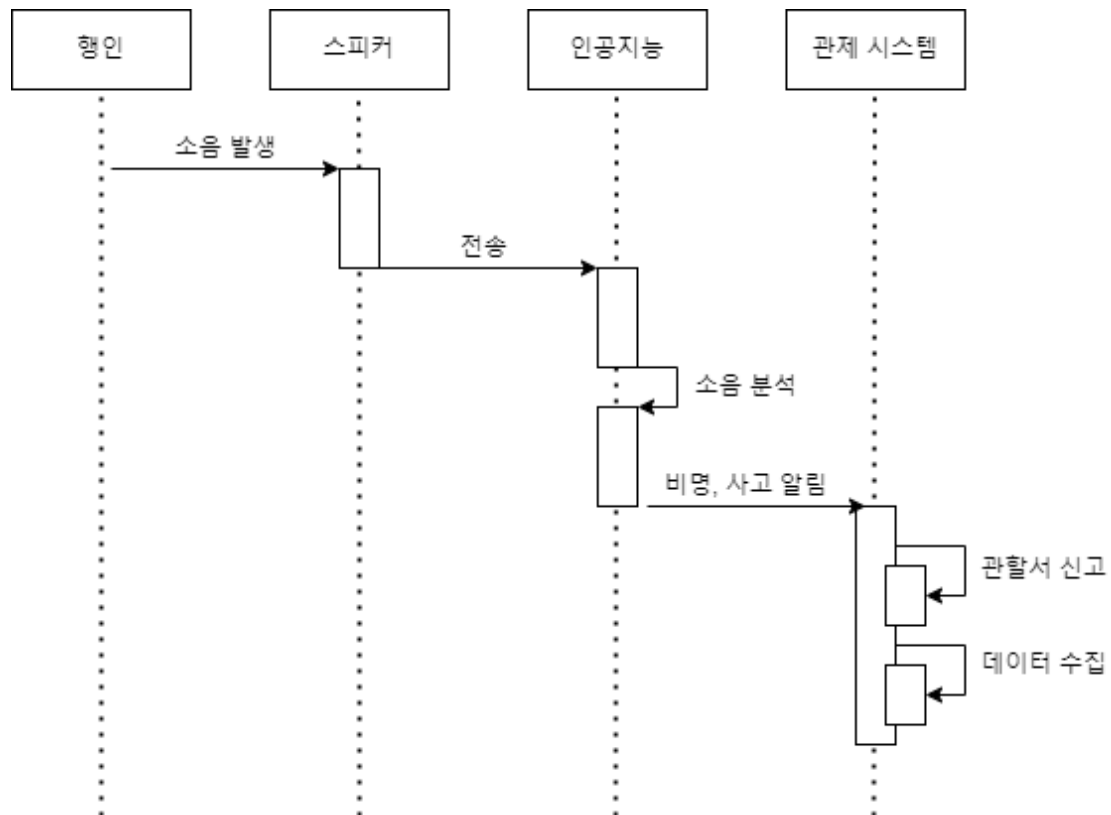 행인
스피커
인공지능
관제 시스템
소음 발생
전송
소음 분석
비명, 사고 알림
관할서 신고
데이터 수집